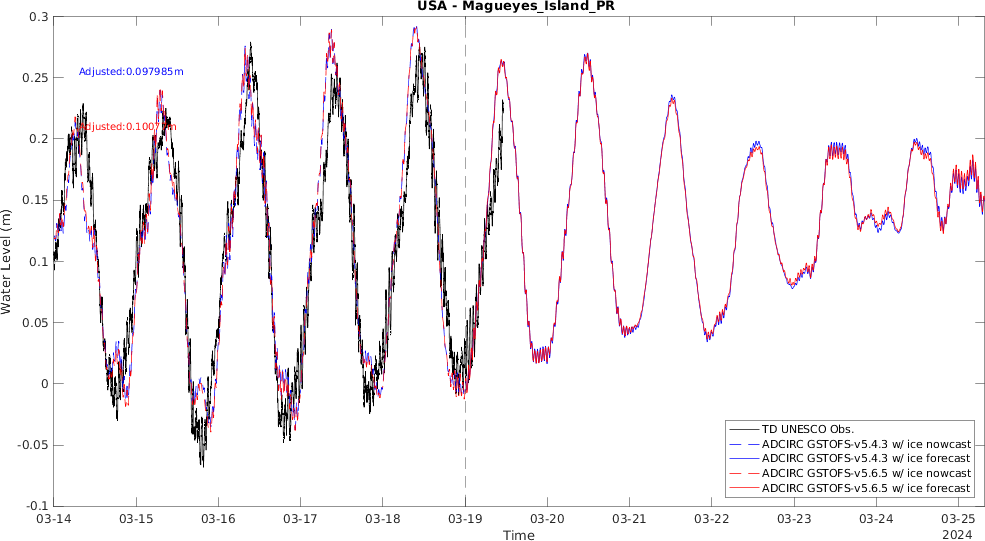 USA - Magueyes_Island_PR
0.3
0.25
0.2
0.15
0.1
0.05
0
-0.05
-0.1
Water Level (m)
Adjusted:0.097985m
TD UNESCO Obs.
ADCIRC GSTOFS-v5.4.3 w/ ice nowcast
ADCIRC GSTOFS-v5.4.3 w/ ice forecast
ADCIRC GSTOFS-v5.6.5 w/ ice nowcast
ADCIRC GSTOFS-v5.6.5 w/ ice forecast
03-14 03-15 03-16 03-17 03-18 03-19 03-20 03-21 03-22 03-23 03-24 03-25
Time
2024